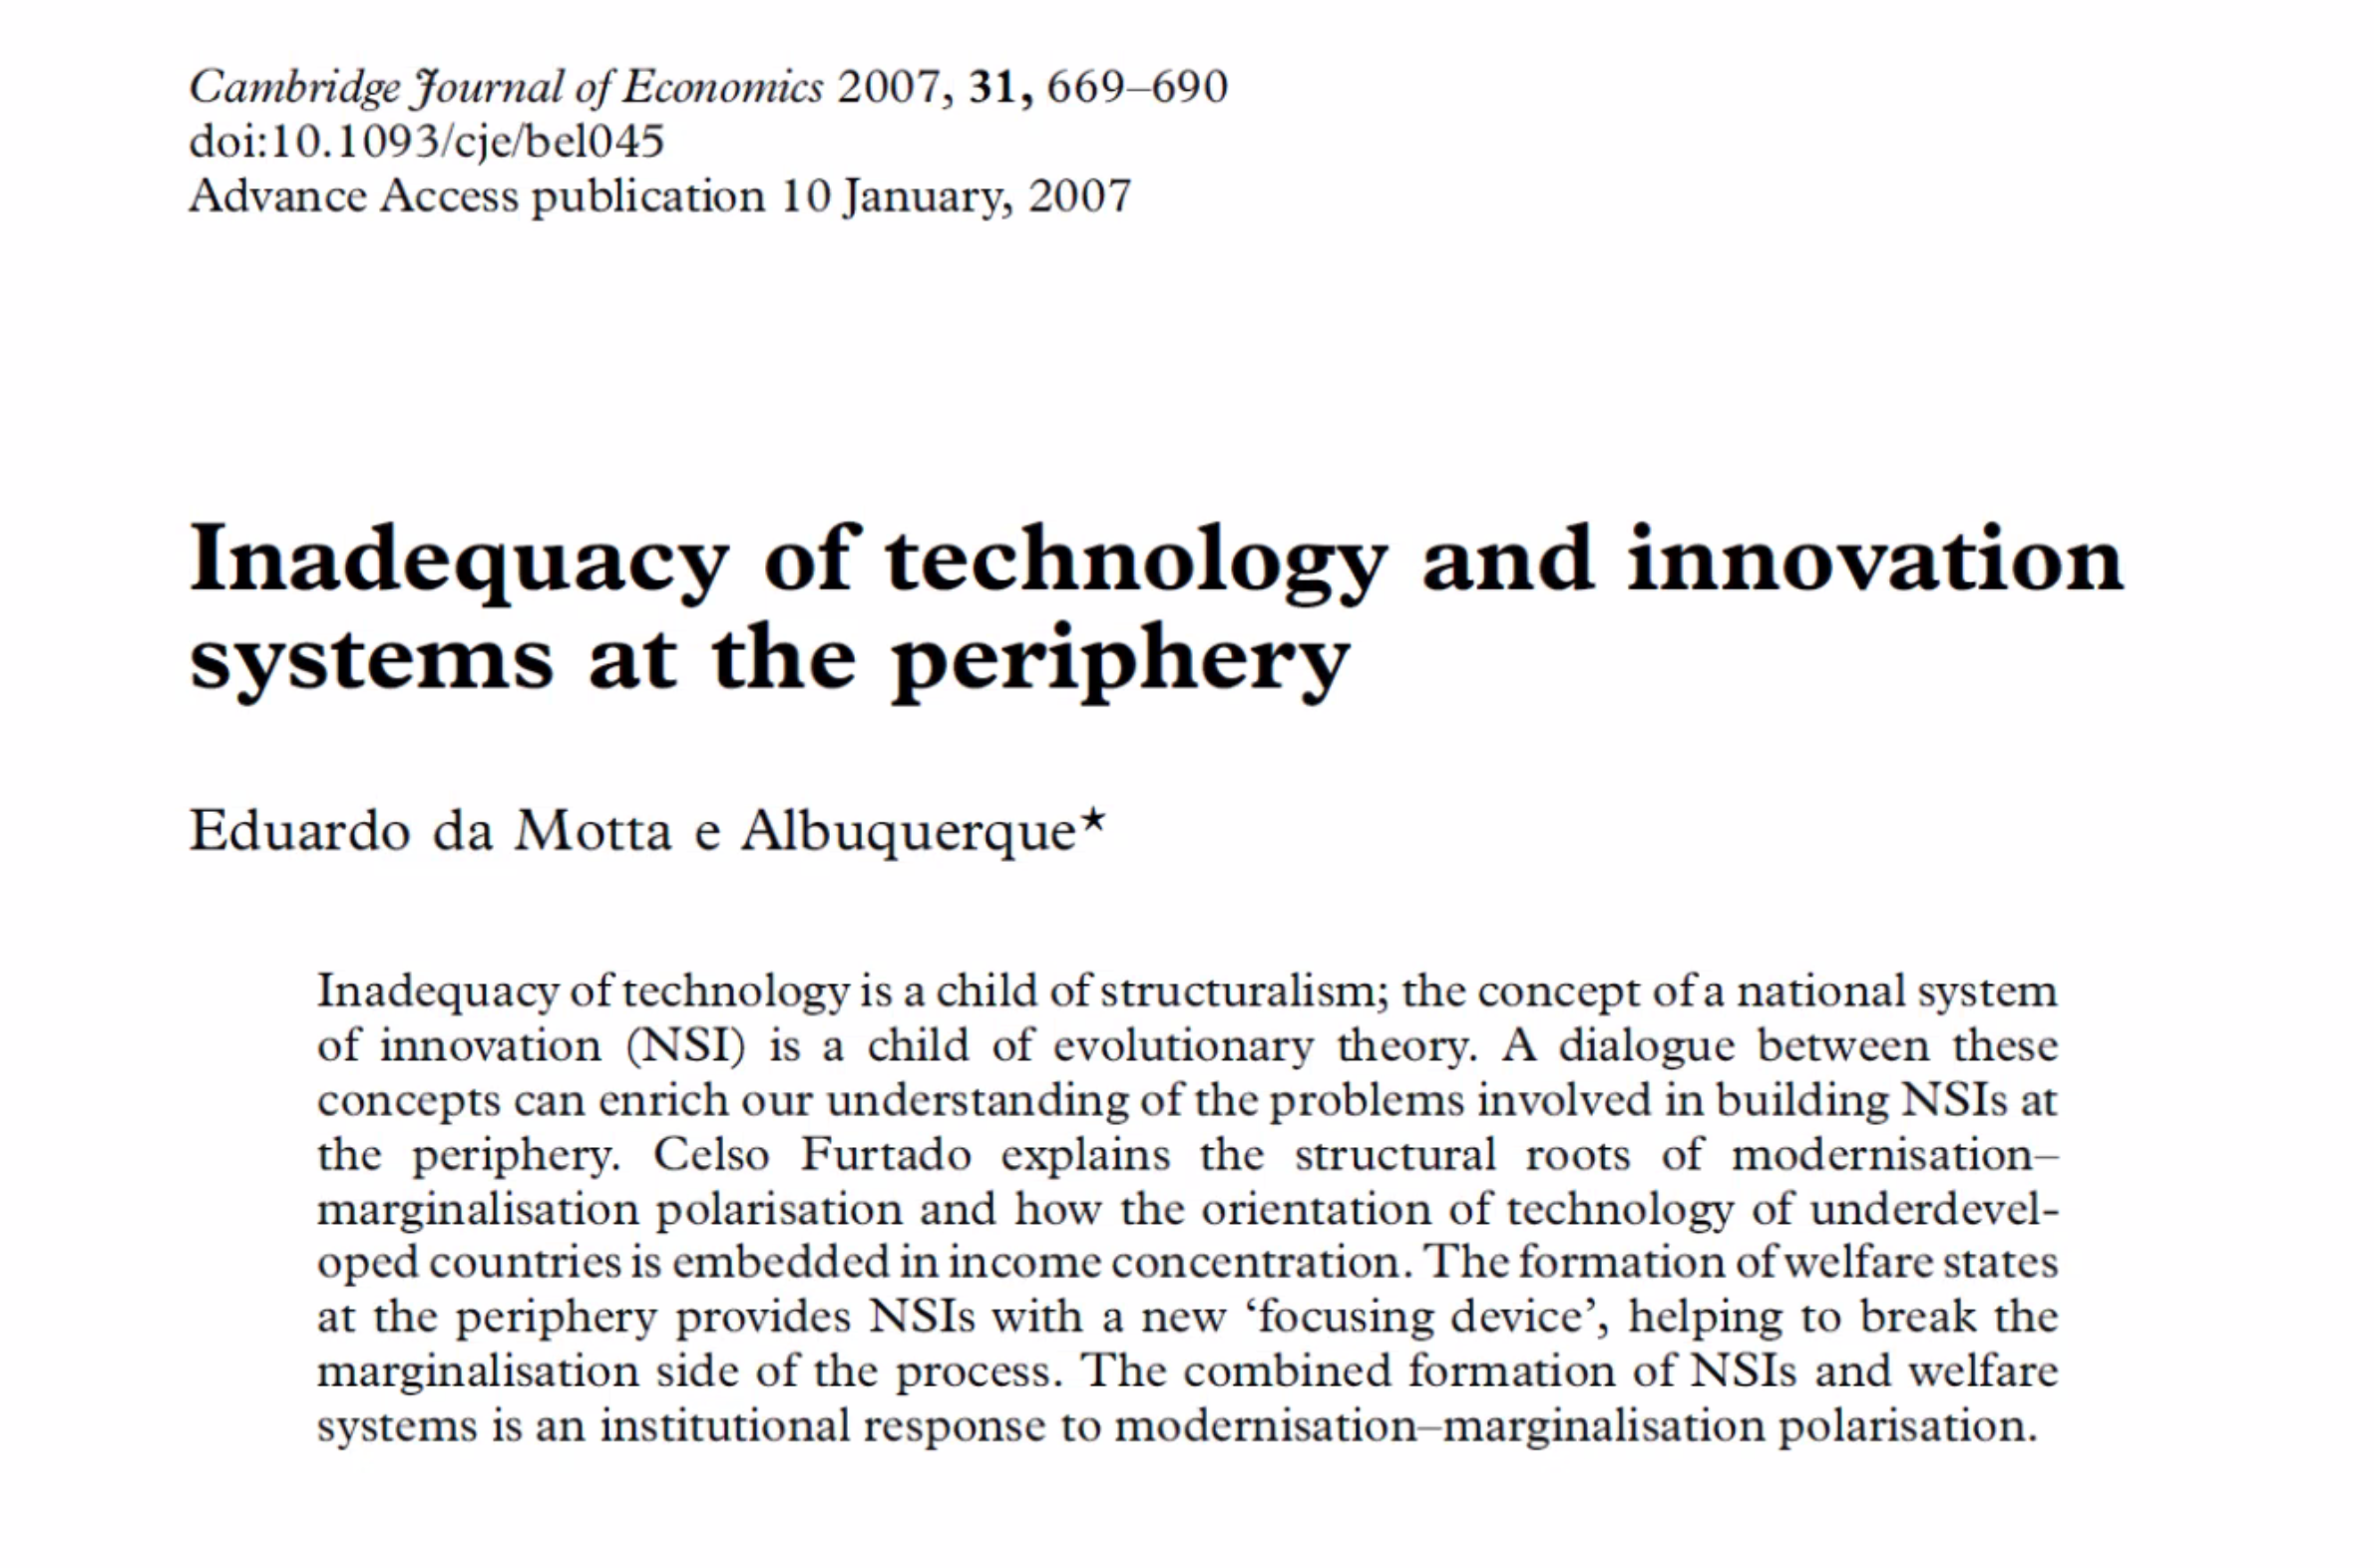 Cambridge Journal of Economics 2007, 31, 669–690
doi:10.1093/cje/bel045
Advance Access publication 10 January, 2007
Inadequacy of technology and innovation
systems at the periphery
Eduardo da Motta e Albuquerque★
Inadequacy of technology is a child of structuralism; the concept of a national system
of innovation (NSI) is a child of evolutionary theory. A dialogue between these
concepts can enrich our understanding of the problems involved in building NSIs at
the periphery. Celso Furtado explains the structural roots of modernisation–
marginalisation polarisation and how the orientation of technology of underdevel-
oped countries is embedded in income concentration. The formation of welfare states
at the periphery provides NSIs with a new ‘focusing device’, helping to break the
marginalisation side of the process. The combined formation of NSIs and welfare
systems is an institutional response to modernisation–marginalisation polarisation.